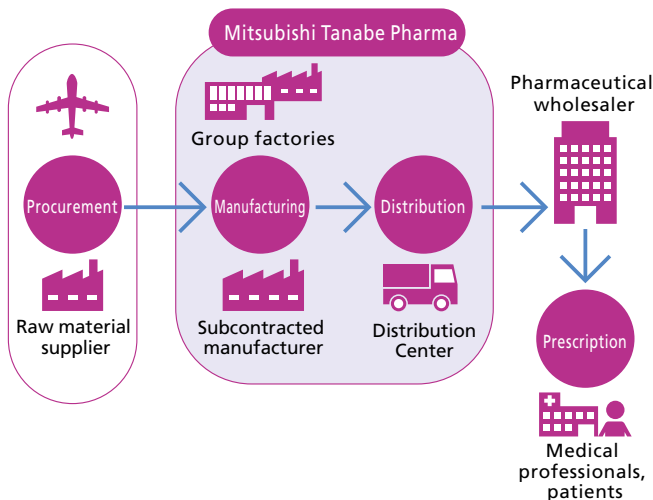 Mitsubishi Tanabe Pharma
Procurement
Raw material
supplier
Group factories
Manufacturing
Subcontracted
manufacturer
Distribution
Distribution
Center
Pharmaceutical
wholesaler
Prescription
Medical
professionals,
patients